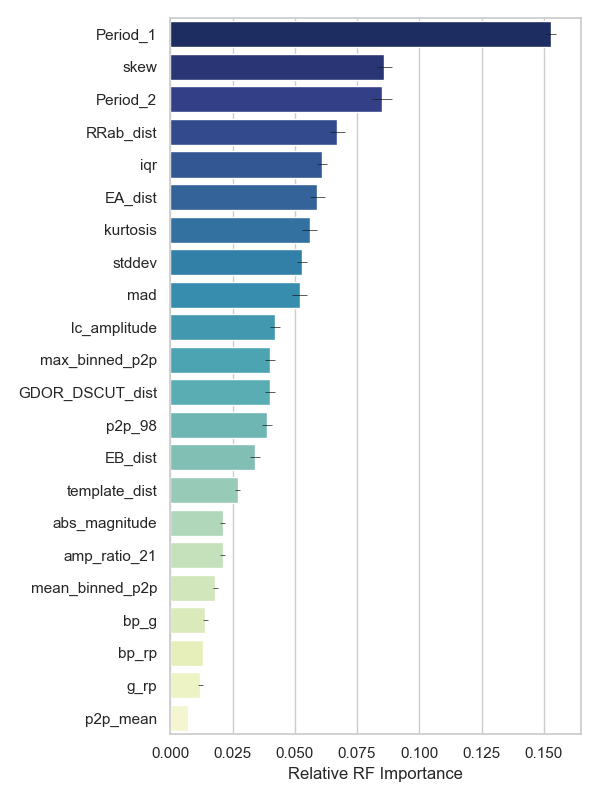 Period_1
skew
Period_2
RRab_dist
iqr
EA_dist
kurtosis
stddev
mad
lc_amplitude
max_binned_p2p
GDOR_DSCUT_dist
p2p_98
EB_dist
template_dist
abs_magnitude
amp_ratio_21
mean_binned_p2p
bp_g
bp_rp
g_rp
p2p_mean
0.000 0.025 0.050 0.075 0.100 0.125 0.150
Relative RF Importance